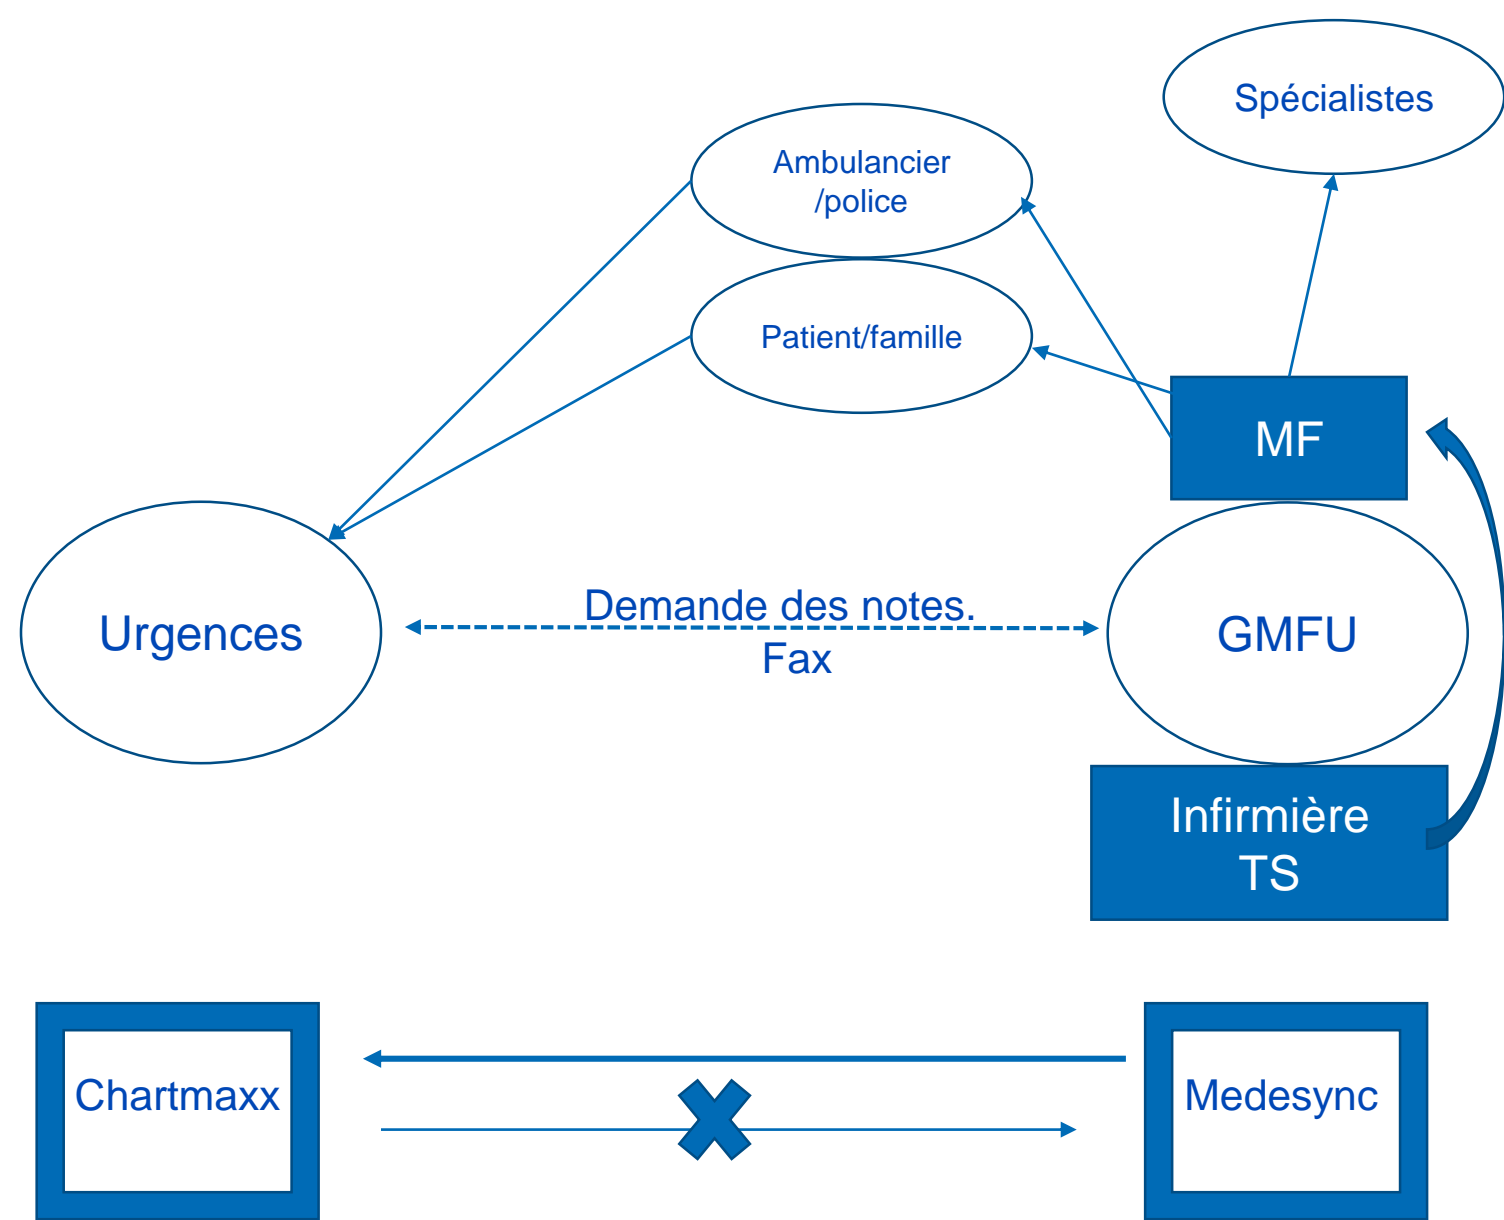 Spécialistes
Ambulancier
/police
Patient/famille
MF
Urgences
Demande des notes.
Fax
GMFU
Infirmière
TS
Chartmaxx
Medesync